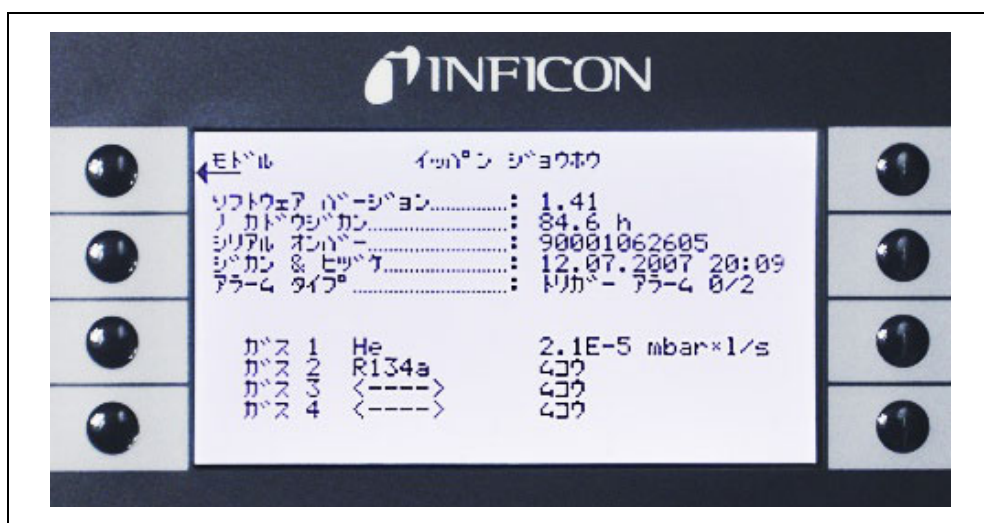 INFICON
モドル イッパン ジョウホウ
ソフトウェア バージョン..............: 1.41
ノ カドウジカン..............: 84.6 h
シリアル オンバー..............: 90001062605
ジカン & ヒヅケ..............: 12.07.2007 20:09
アラーム タイプ..............: トリガー アラーム 0/2
ガス 1 He 2.1E-5 mbar×l/s
ガス 2 R134a ムコウ
ガス 3 <----> ムコウ
ガス 4 <----> ムコウ